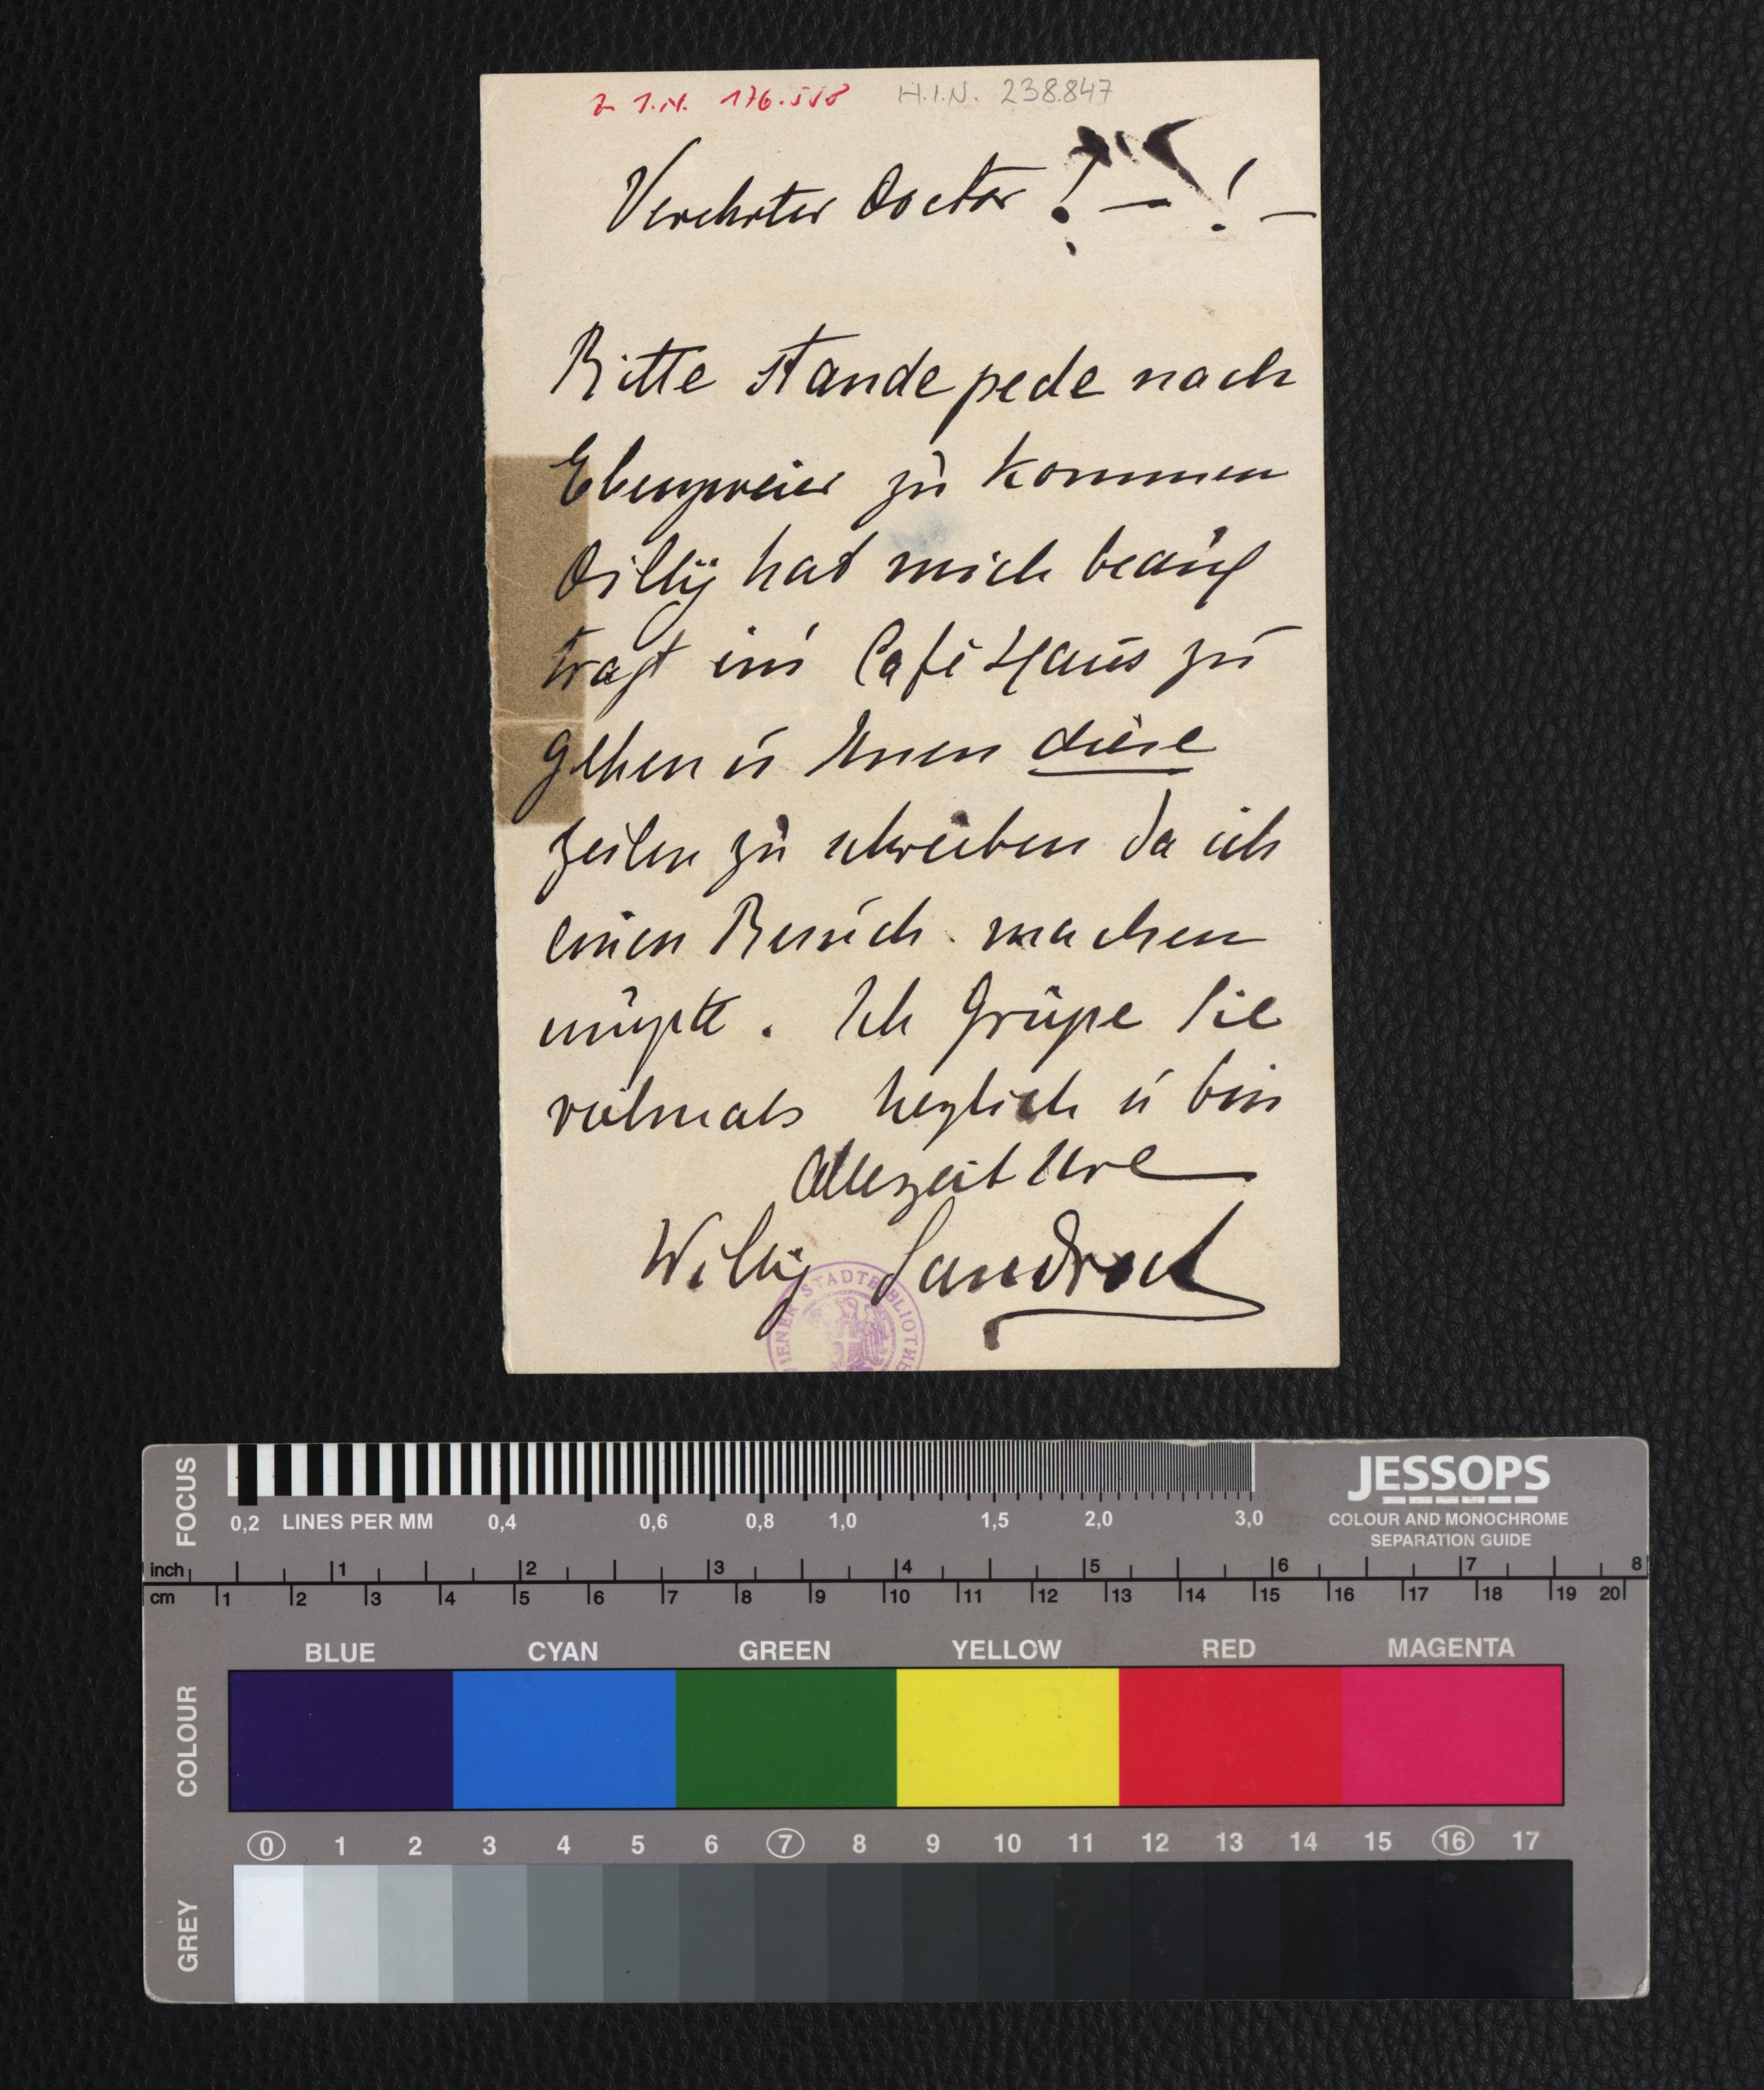 Z I.N. 176.558 H.I.N. 238.847
Verehrter Doctor! — ! —
Bitte stande pede nach
Ebenzweier zu kommen
Dilly hat mich beauf
tragt ins Café Haus zu
gehen u Ihnen diese
Zeilen zu schreiben da ich
einen Besuch machen
mußte. Ich Grüße Sie
vielmals herzlich u bin
Allezeit Ihre
Willy Sandrock
WIENER STADTBIBLIOTHE
FOCUS
0,2 LINES PER MM 0,4 0,6 0,8 1,0 1,5 2,0 3,0
JESSOPS
COLOUR AND MONOCHROME
SEPARATION GUIDE
inch 1 2 3 4 5 6 7 8
cm 1 2 3 4 5 6 7 8 9 10 11 12 13 14 15 16 17 18 19 20
BLUE CYAN GREEN YELLOW RED MAGENTA
COLOUR
0 1 2 3 4 5 6 7 8 9 10 11 12 13 14 15 16 17
GREY